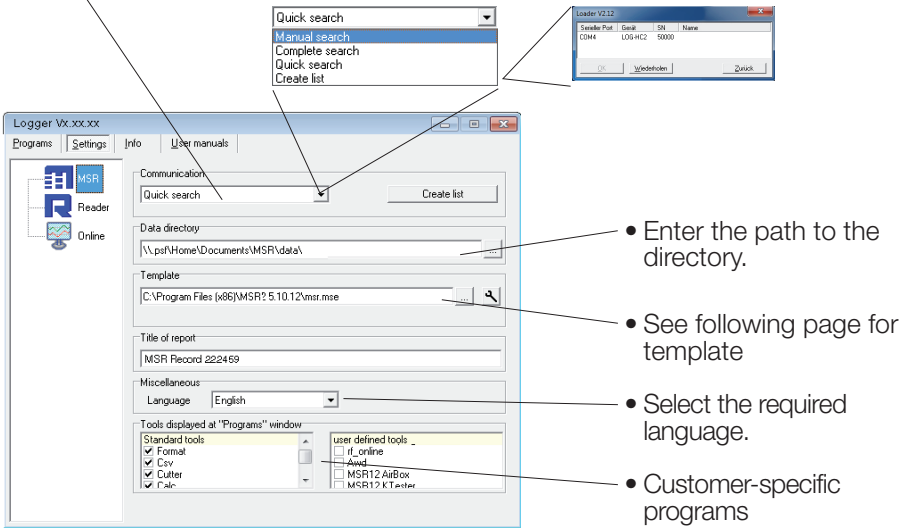 Quick search
Manual search
Complete search
Quick search
Create list
Loader V2.12
Serieller Port Gerät SN Name
COM4 LOG-HC2 50000
OK Wiederholen Zurück
Logger Vx.xx.xx
Programs Settings Info User manuals
MSR
Reader
Online
Communication
Quick search Create list
Data directory
\\.psf\Home\Documents\MSR\data\ ...
Template
C:\Program Files (x86)\MSR? 5.10.12\msr.mse ...
Title of report
MSR Record 222459
Miscellaneous
Language English
Tools displayed at "Programs" window
Standard tools
Format
Csv
Cutter
Calc
user defined tools _
rf_online
Awd
MSR12 AirBox
MSR12 KTester
• Enter the path to the
directory.
• See following page for
template
• Select the required
language.
• Customer-specific
programs